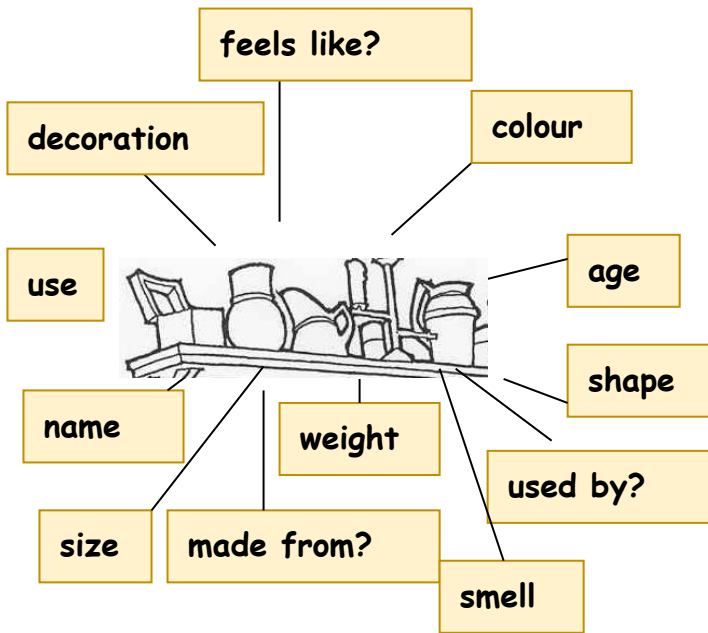 feels like?
decoration
colour
use
age
shape
name
weight
used by?
size
made from?
smell